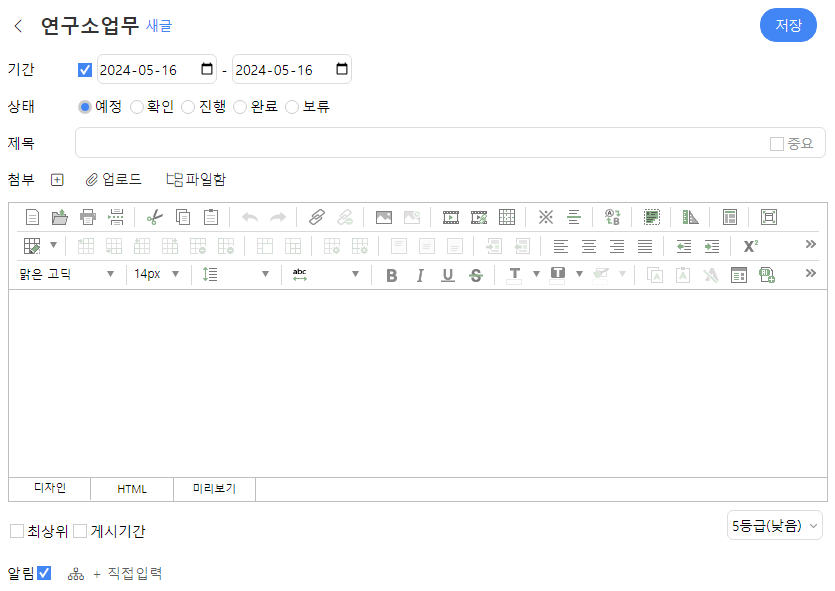 연구소업무 새글 저장
기간 2024-05-16 - 2024-05-16
상태 예정 확인 진행 완료 보류
제목 중요
첨부 업로드 파일함
맑은 고딕 14px abc B I U S T T
디자인 HTML 미리보기
최상위 게시기간 5등급(낮음)
알림 + 직접입력